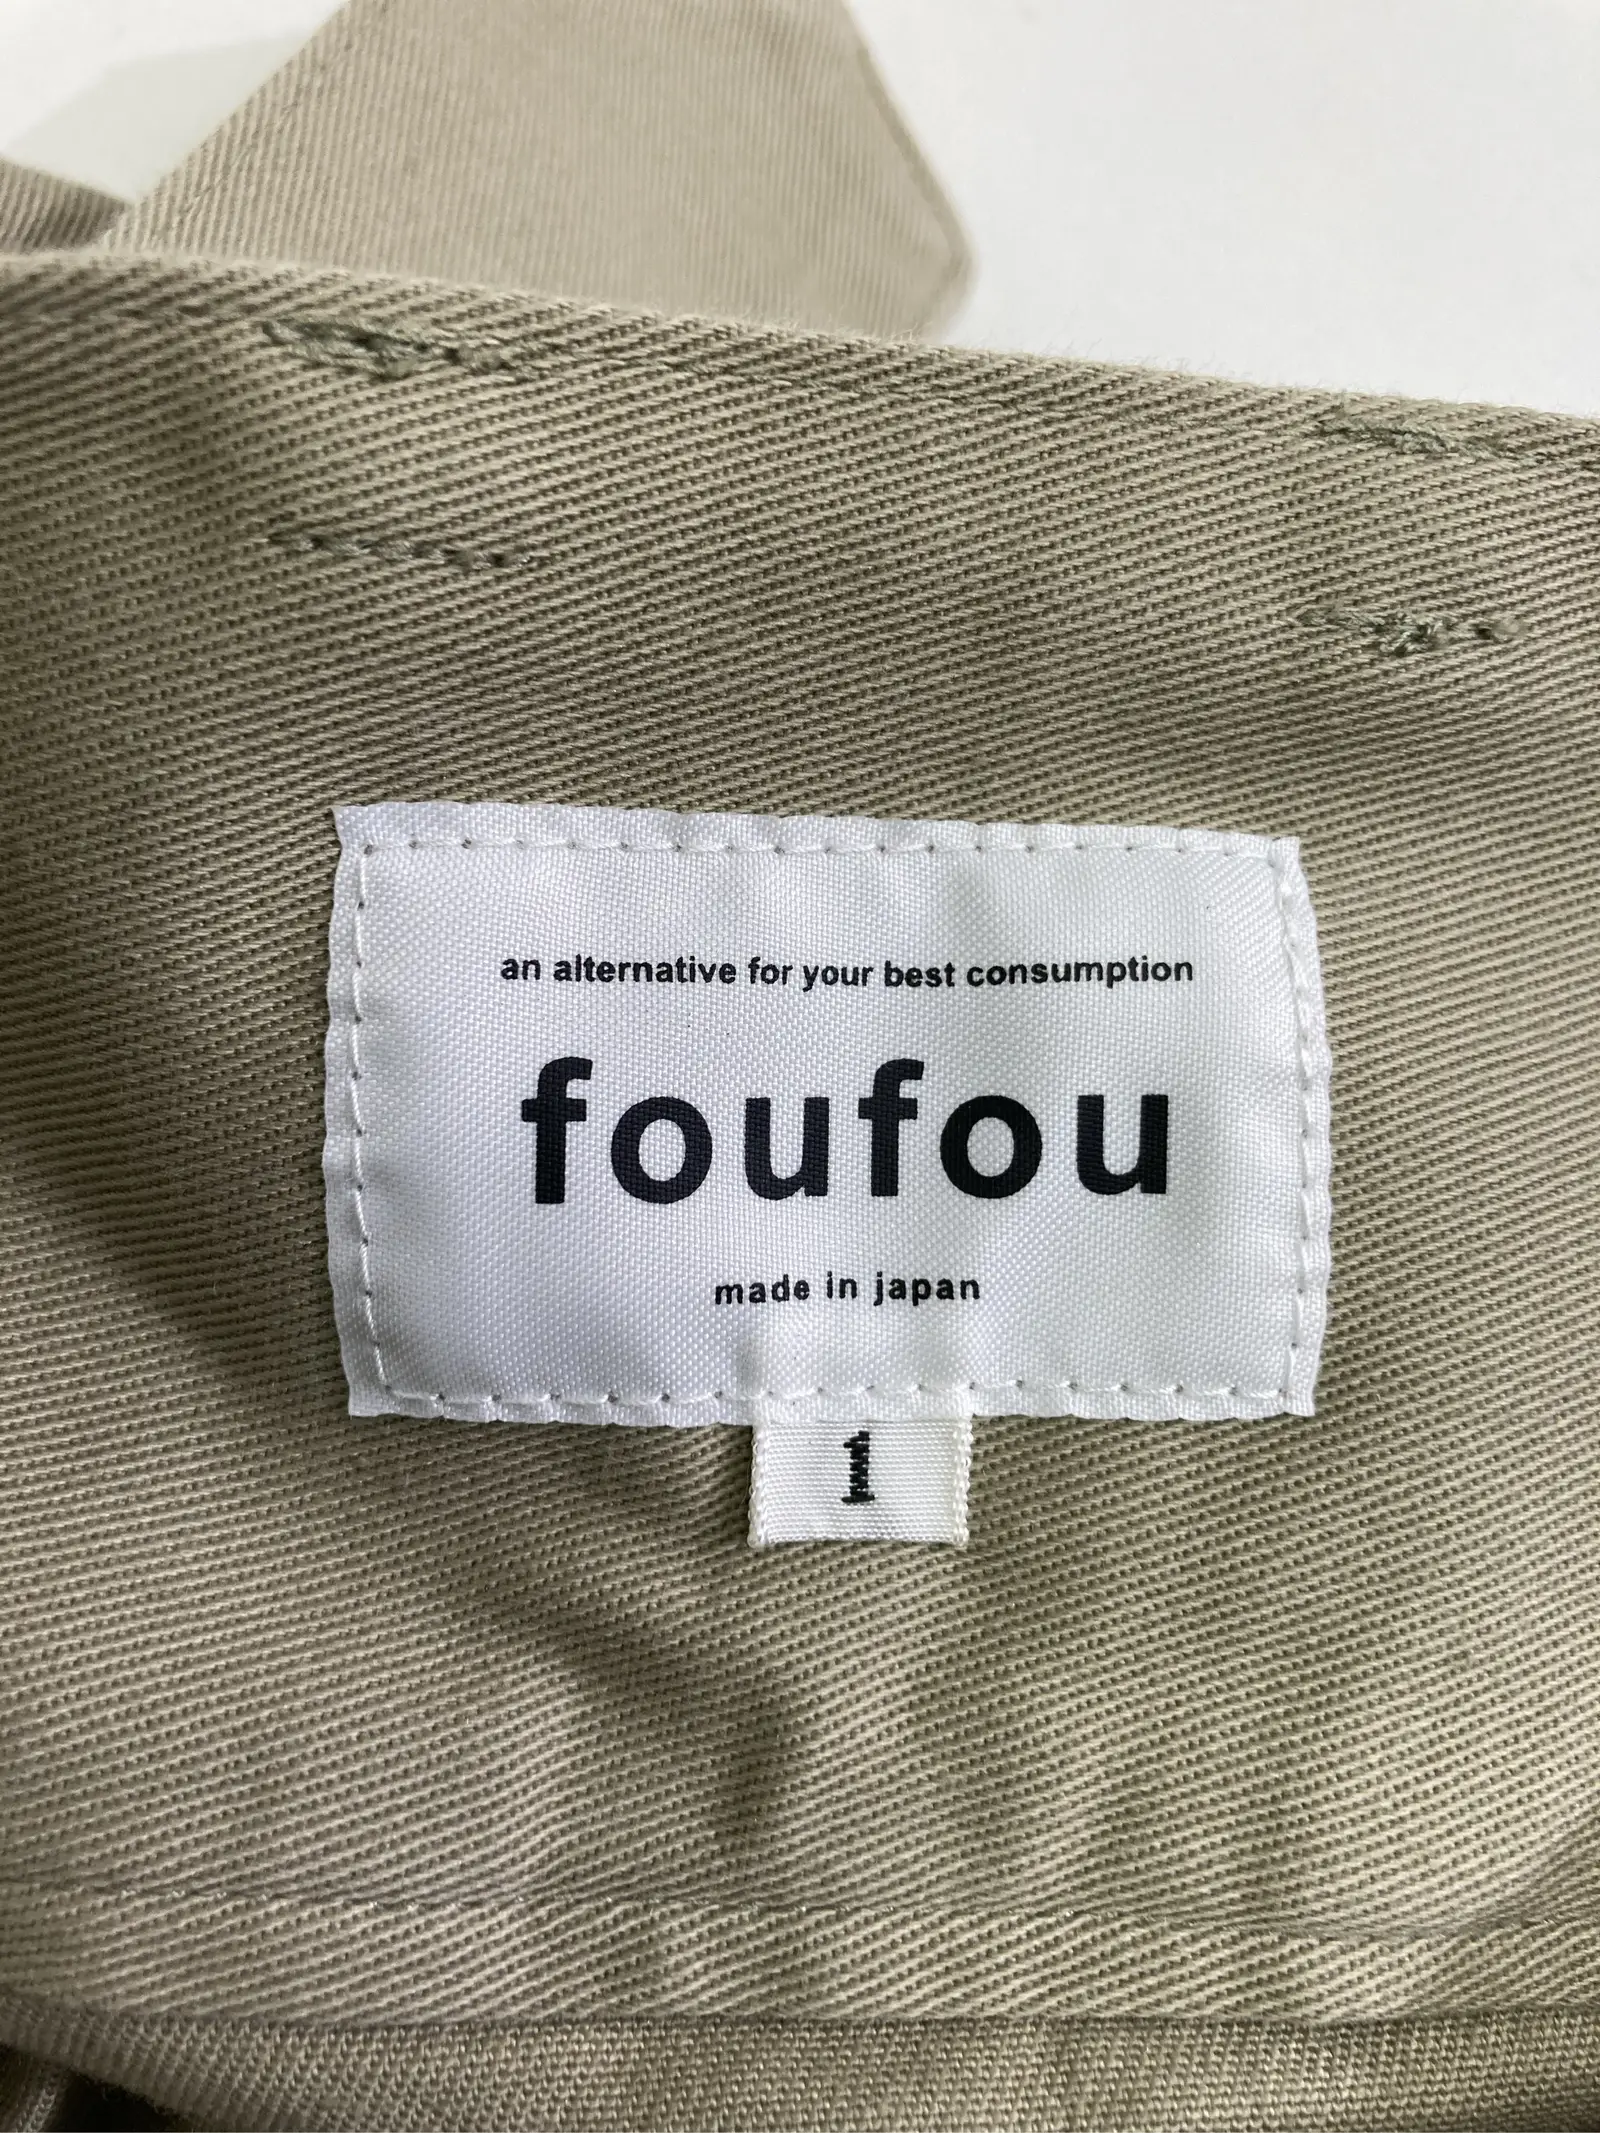 an alternative for your best consumption
foufou
made in japan
1